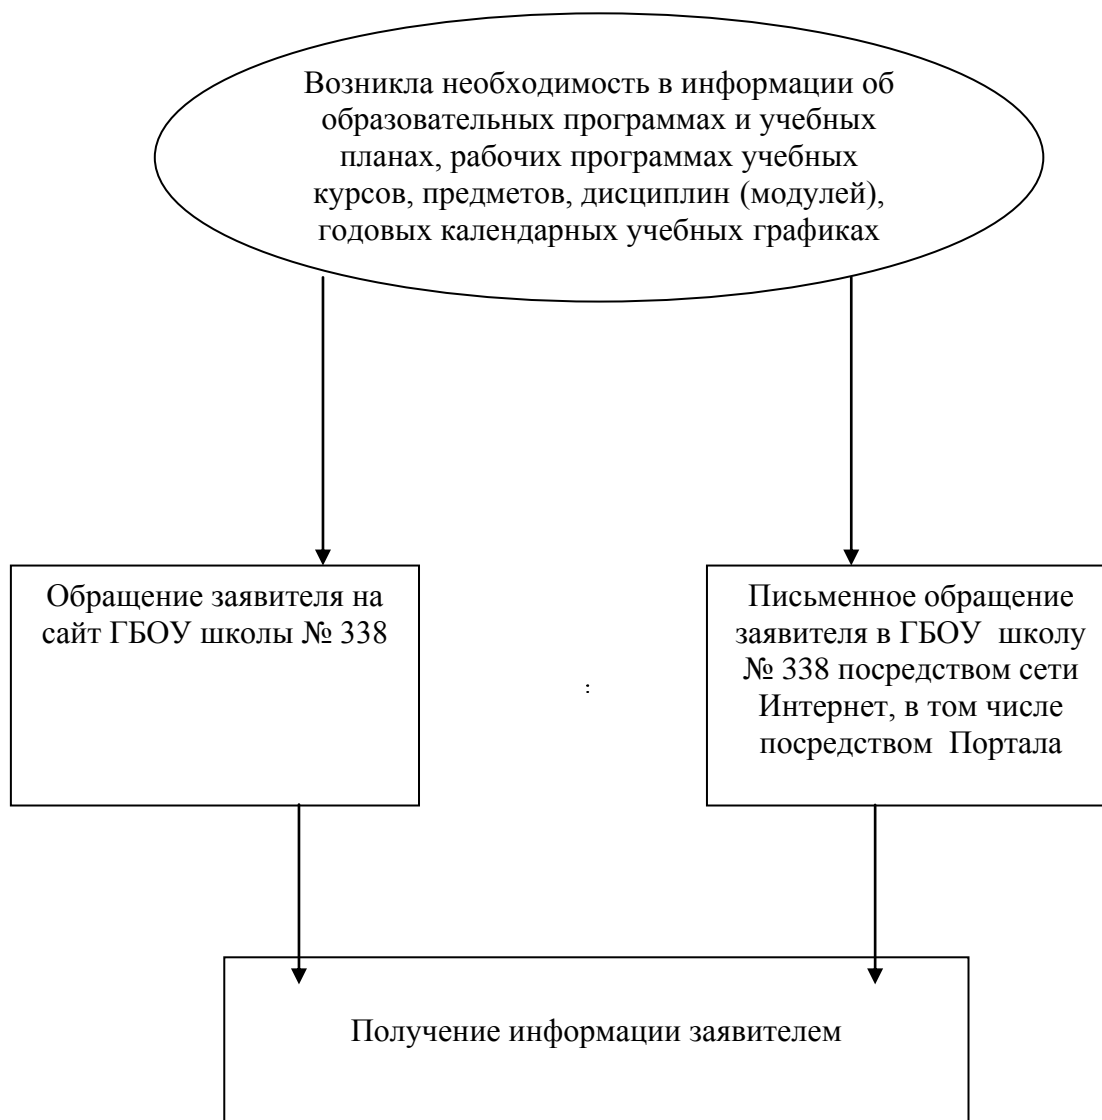 Возникла необходимость в информации об
образовательных программах и учебных
планах, рабочих программах учебных
курсов, предметов, дисциплин (модулей),
годовых календарных учебных графиках
Обращение заявителя на
сайт ГБОУ школы № 338
Письменное обращение
заявителя в ГБОУ  школу
№ 338 посредством сети
Интернет, в том числе
посредством  Портала
:
Получение информации заявителем